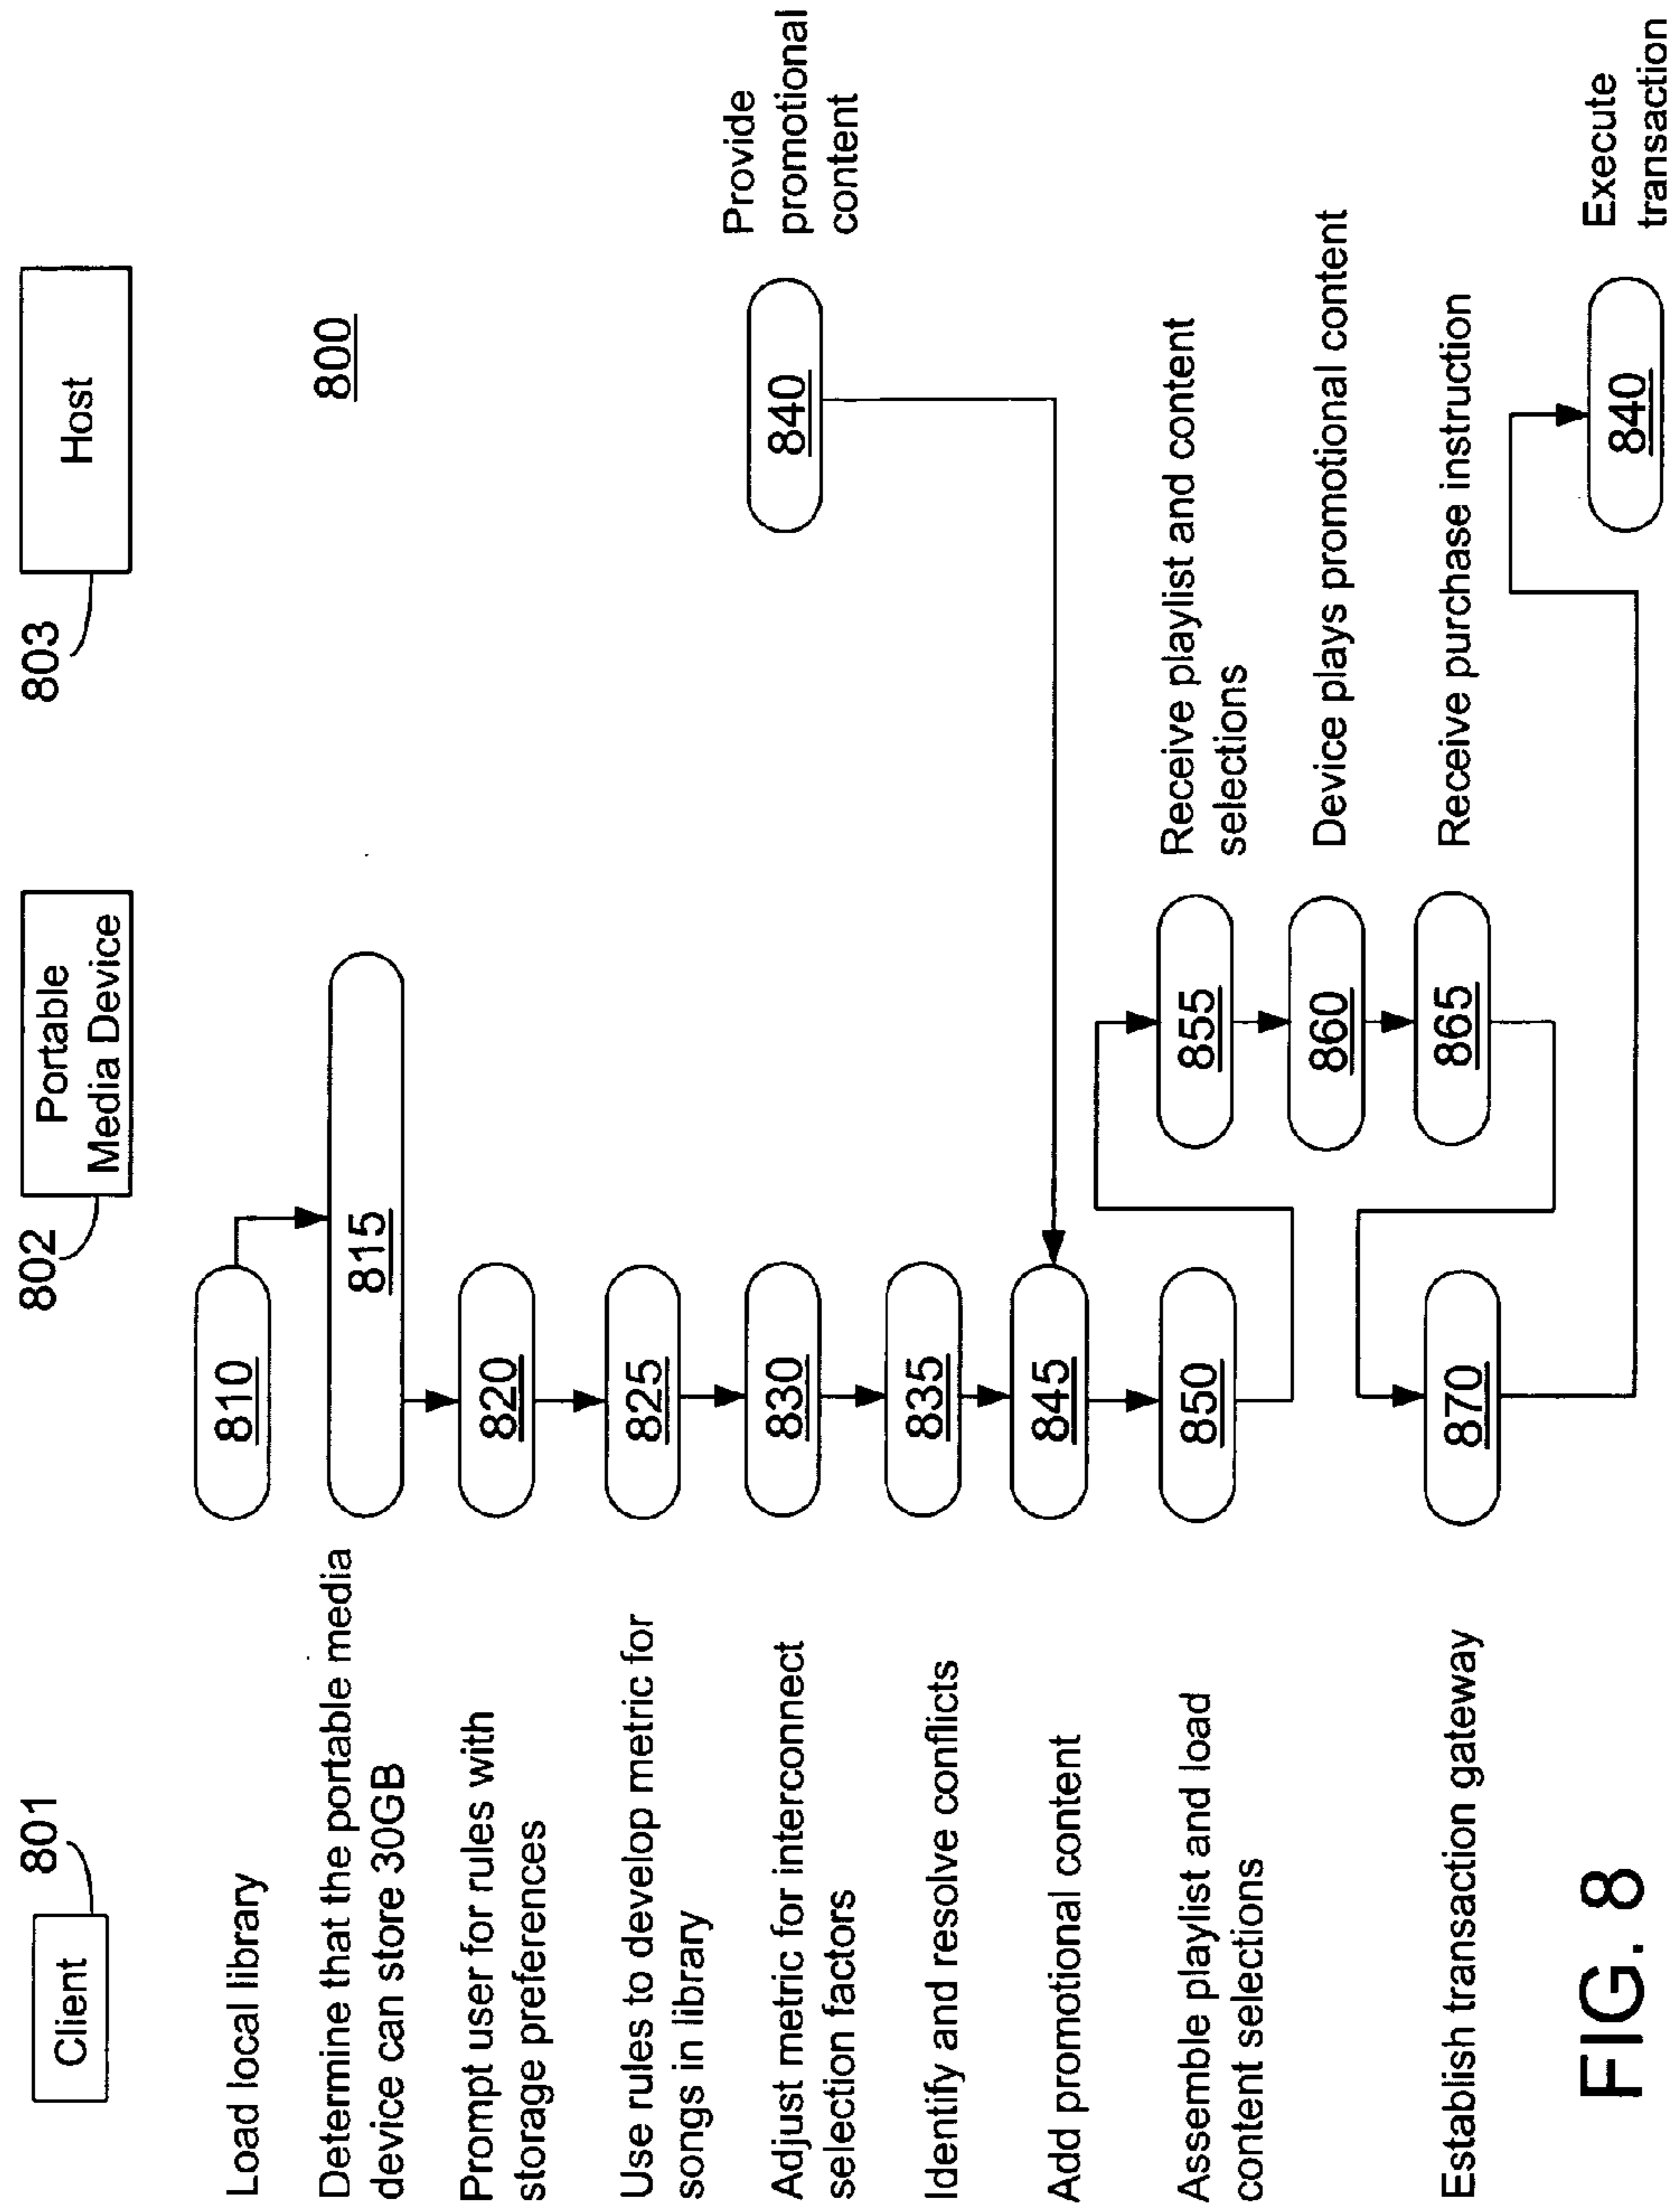 Client
801
802
Portable
Media Device
803
Host
800
Load local library
810
Determine that the portable media
device can store 30GB
815
Prompt user for rules with
storage preferences
820
Use rules to develop metric for
songs in library
825
Adjust metric for interconnect
selection factors
830
840
Provide
promotional
content
Identify and resolve conflicts
835
Add promotional content
845
Assemble playlist and load
content selections
850
855
Receive playlist and content
selections
860
Device plays promotional content
865
Receive purchase instruction
Establish transaction gateway
870
840
Execute
transaction
FIG. 8